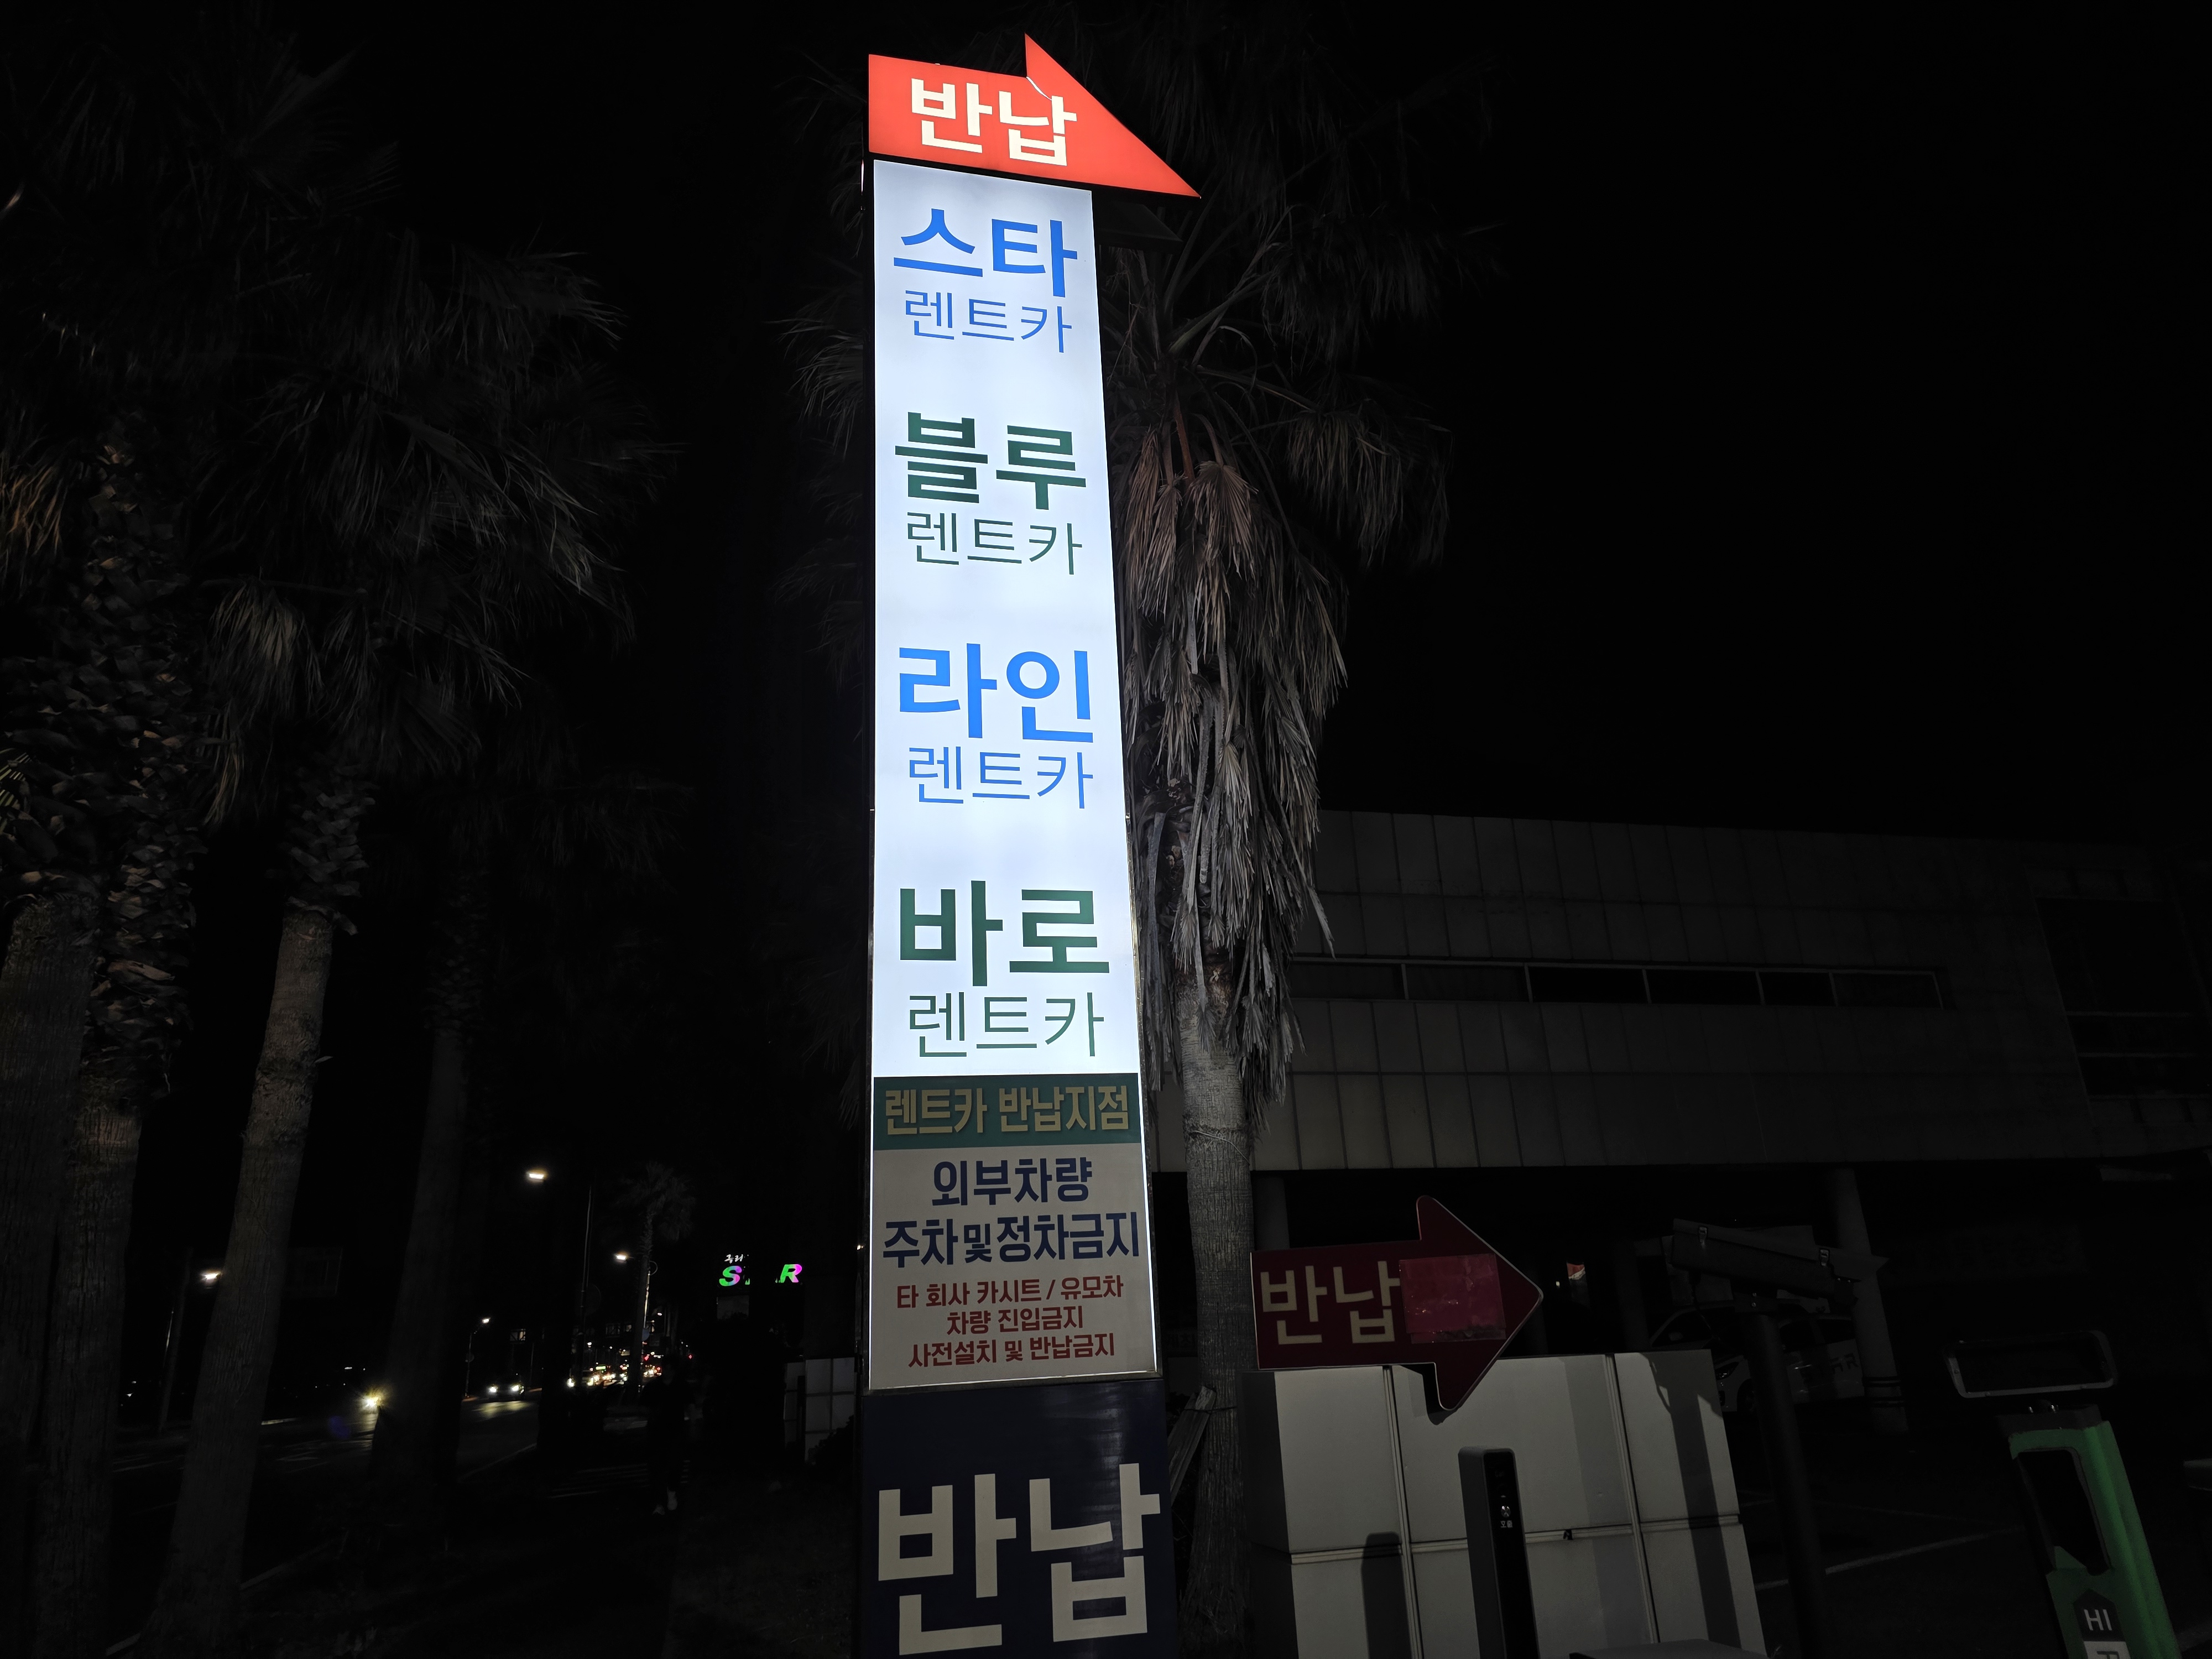 반납
스타
렌트카
블루
렌트카
라인
렌트카
바로
렌트카
렌트카 반납지점
외부차량
주차및정차금지
타 회사 카시트 / 유모차
차량 진입금지
사전설치 및 반납금지
반납
반납
HI